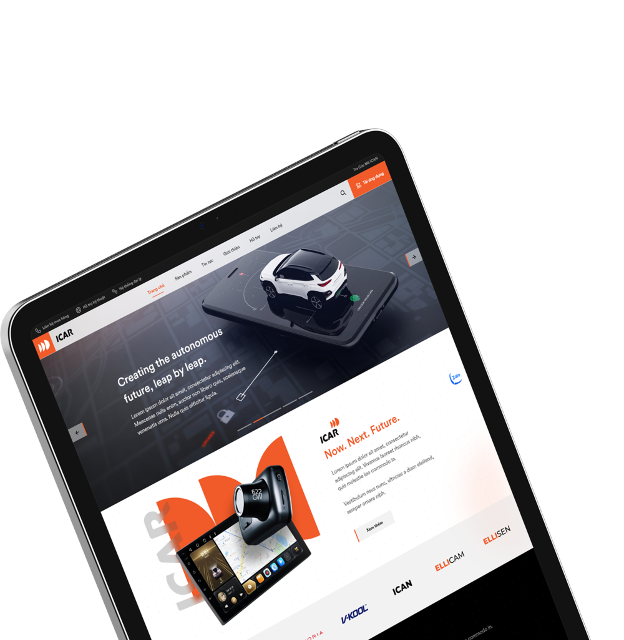 Tải ứng dụng
ICAR
Trang chủ
Sản phẩm
Tin tức
Giới thiệu
Hỗ trợ
Liên hệ
Creating the autonomous
future, leap by leap.
Lorem ipsum dolor sit amet, consectetur adipiscing elit.
Maecenas nulla enim, auctor non libero quis, scelerisque
venenatis urna. Nulla quis efficitur ligula.
ICAR
Now. Next. Future.
Lorem ipsum dolor sit amet, consectetur
adipiscing elit. Vivamus laoreet rhoncus nibh,
quis molestie leo commodo in.
Vestibulum risus nunc, ultricies a diam eleifend,
semper ornare nibh.
Xem thêm
Zalo
ICAR
V-KOOL
ICAN
ELLICAM
ELLISEN